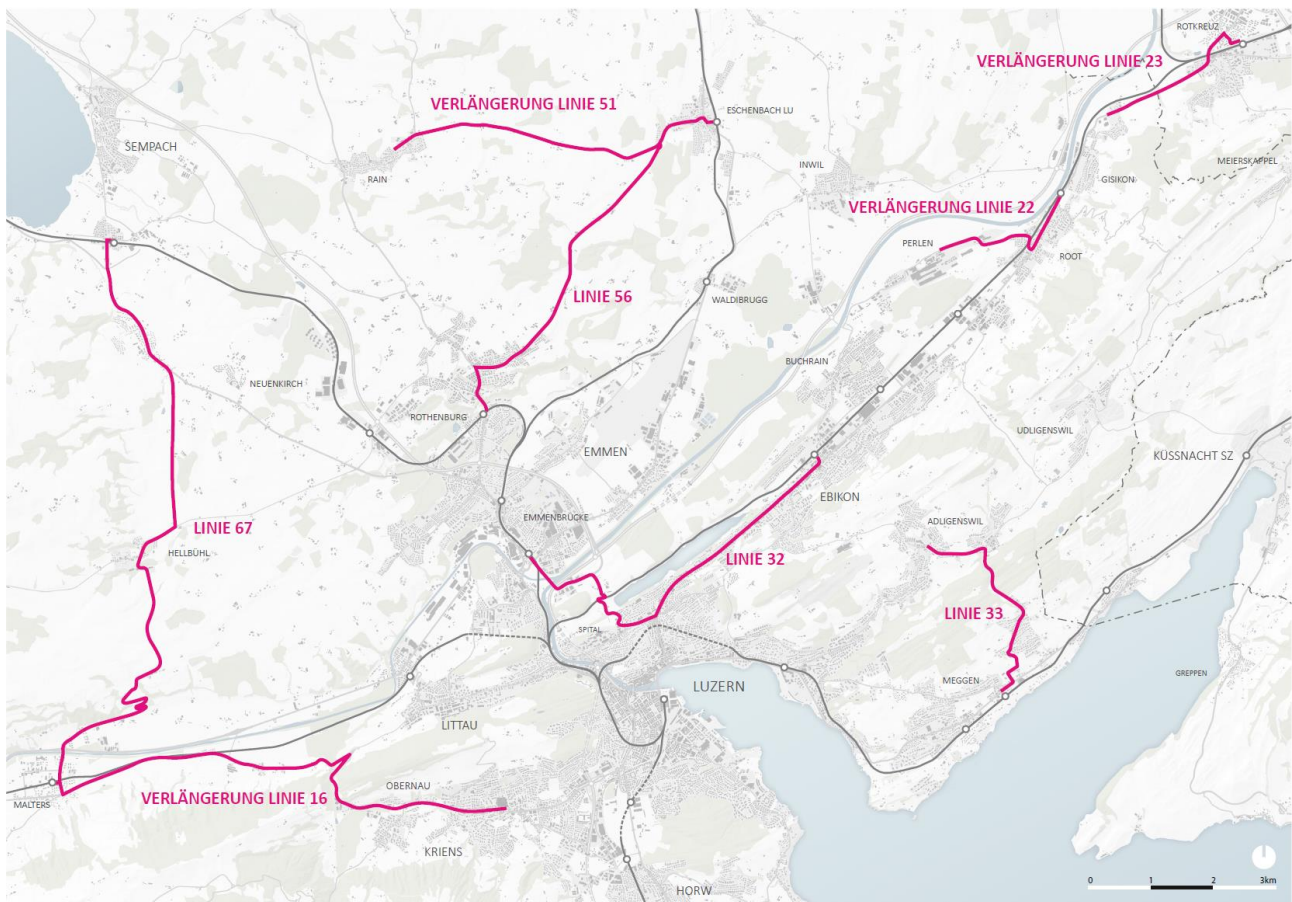 ROTKREUZ
VERLÄNGERUNG LINIE 23
VERLÄNGERUNG LINIE 51
ESCHENBACH LU
SEMPACH
INWIL
MEIERSKAPPEL
RAIN
GISIKON
VERLÄNGERUNG LINIE 22
PERLEN
ROOT
LINIE 56
WALDIBRUGG
BUCHRAIN
NEUENKIRCH
ROTHENBURG
UDLIGENSWIL
EMMEN
KÜSSNACHT SZ
EBIKON
EMMENBRÜCKE
ADLIGENSWIL
LINIE 67
HELLBÜHL
LINIE 32
LINIE 33
SPITAL
GREPPEN
MEGGEN
LUZERN
LITTAU
OBERNAU
VERLÄNGERUNG LINIE 16
MALTERS
KRIENS
HORW
0 1 2 3km